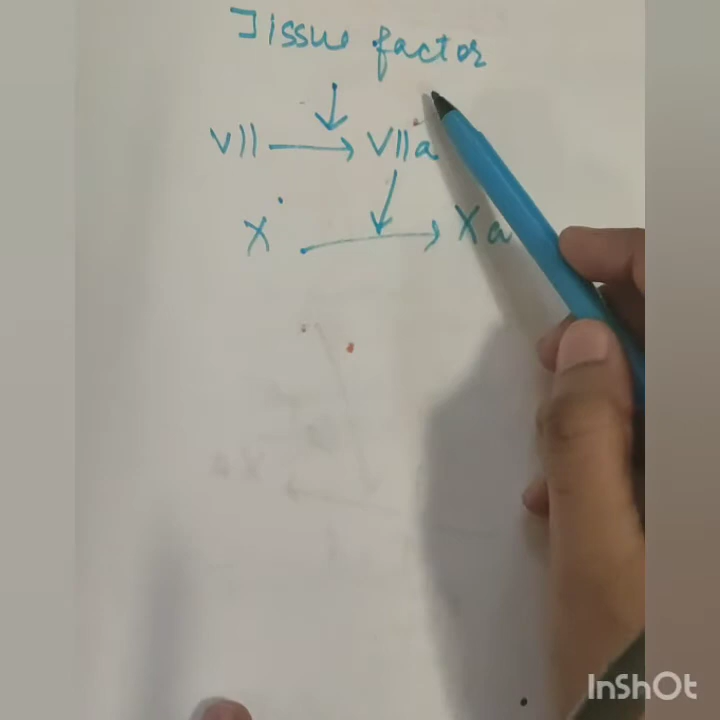 Tissue factor
VII → VIIa
X → Xa
InShOt